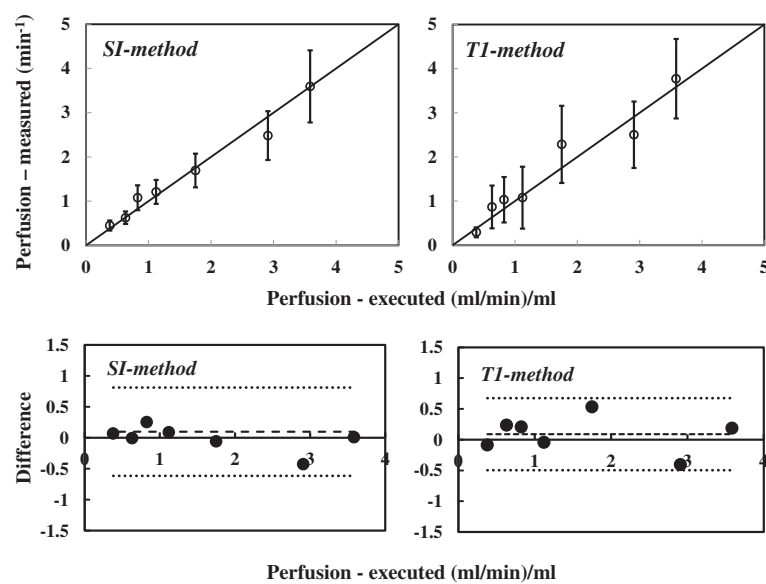 5
4
3
2
1
0
SI-method
0 1 2 3 4 5
5
4
3
2
1
0
T1-method
0 1 2 3 4 5
Perfusion – measured (min⁻¹)
Perfusion - executed (ml/min)/ml
1.5
1
0.5
0
-0.5
-1
-1.5
SI-method
0 1 2 3 4
1.5
1
0.5
0
-0.5
-1
-1.5
T1-method
0 1 2 3 4
Difference
Perfusion - executed (ml/min)/ml